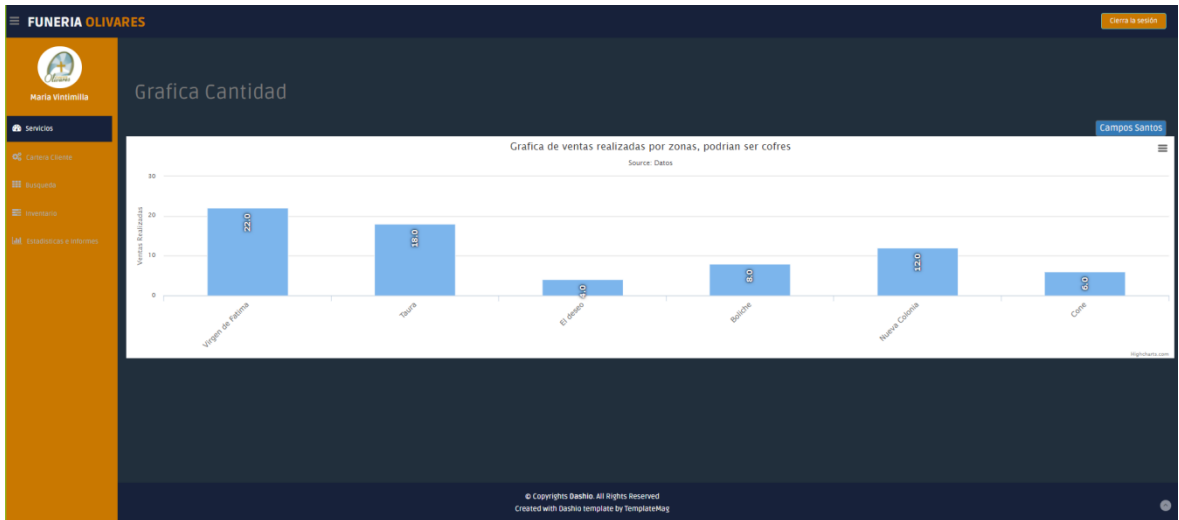 FUNERIA OLIVARES
Cierra la sesión
Olivares
Maria Vintimilla
Servicios
Cartera Cliente
Busqueda
Inventario
Estadisticas e Informes
Grafica Cantidad
Campos Santos
Grafica de ventas realizadas por zonas, podrian ser cofres
Source: Datos
Ventas Realizadas
30
20
10
0
22.0
18.0
4.0
8.0
12.0
6.0
Virgen de Fatima
Taura
El deseo
Boliche
Nueva Colonia
Cone
Highcharts.com
© Copyrights Dashio. All Rights Reserved
Created with Dashio template by TemplateMag